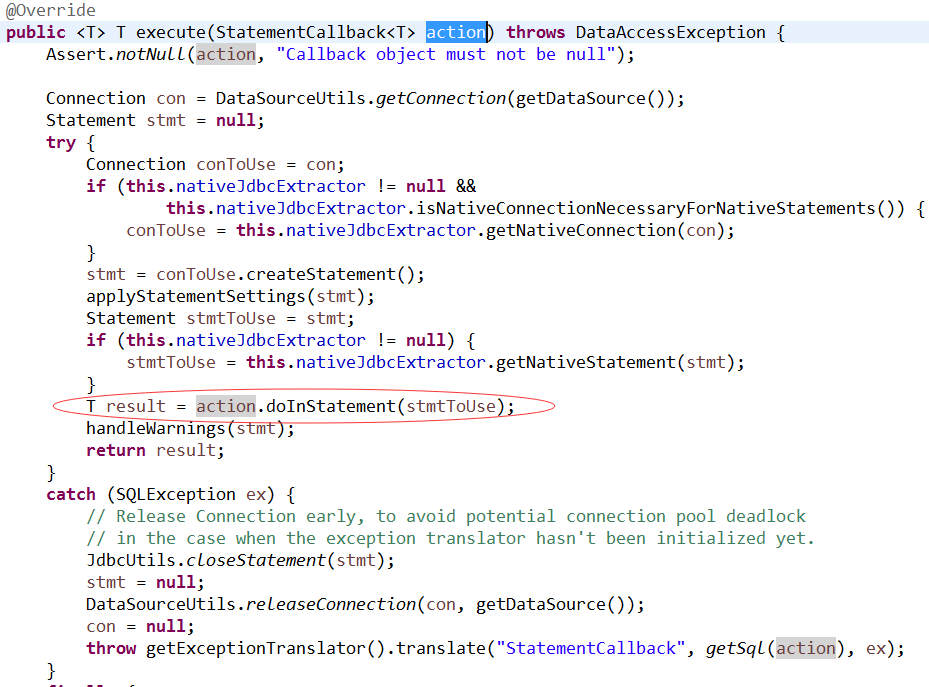 @Override
public <T> T execute(StatementCallback<T> action) throws DataAccessException {
Assert.notNull(action, "Callback object must not be null");
Connection con = DataSourceUtils.getConnection(getDataSource());
Statement stmt = null;
try {
Connection conToUse = con;
if (this.nativeJdbcExtractor != null &&
this.nativeJdbcExtractor.isNativeConnectionNecessaryForNativeStatements()) {
conToUse = this.nativeJdbcExtractor.getNativeConnection(con);
}
stmt = conToUse.createStatement();
applyStatementSettings(stmt);
Statement stmtToUse = stmt;
if (this.nativeJdbcExtractor != null) {
stmtToUse = this.nativeJdbcExtractor.getNativeStatement(stmt);
}
T result = action.doInStatement(stmtToUse);
handleWarnings(stmt);
return result;
}
catch (SQLException ex) {
// Release Connection early, to avoid potential connection pool deadlock
// in the case when the exception translator hasn't been initialized yet.
JdbcUtils.closeStatement(stmt);
stmt = null;
DataSourceUtils.releaseConnection(con, getDataSource());
con = null;
throw getExceptionTranslator().translate("StatementCallback", getSql(action), ex);
}